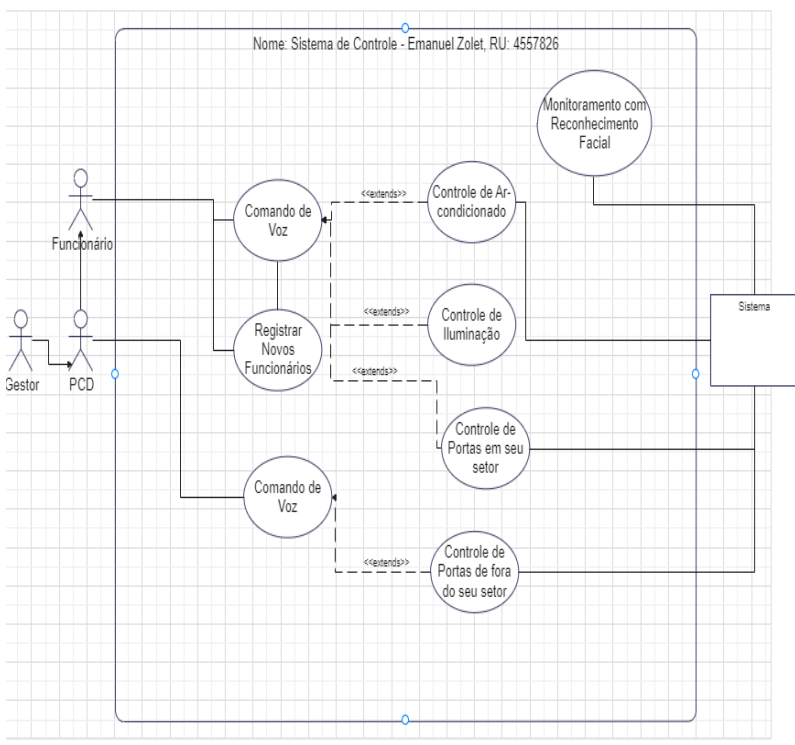 Nome: Sistema de Controle - Emanuel Zolet, RU: 4557826
Monitoramento com
Reconhecimento
Facial
<<extends>>
Controle de Ar-
condicionado
Comando de
Voz
Funcionário
Sistema
<<extends>>
Controle de
Iluminação
Registrar
Novos
Funcionários
<<extends>>
Gestor
PCD
Controle de
Portas em seu
setor
Comando de
Voz
<<extends>>
Controle de
Portas de fora
do seu setor